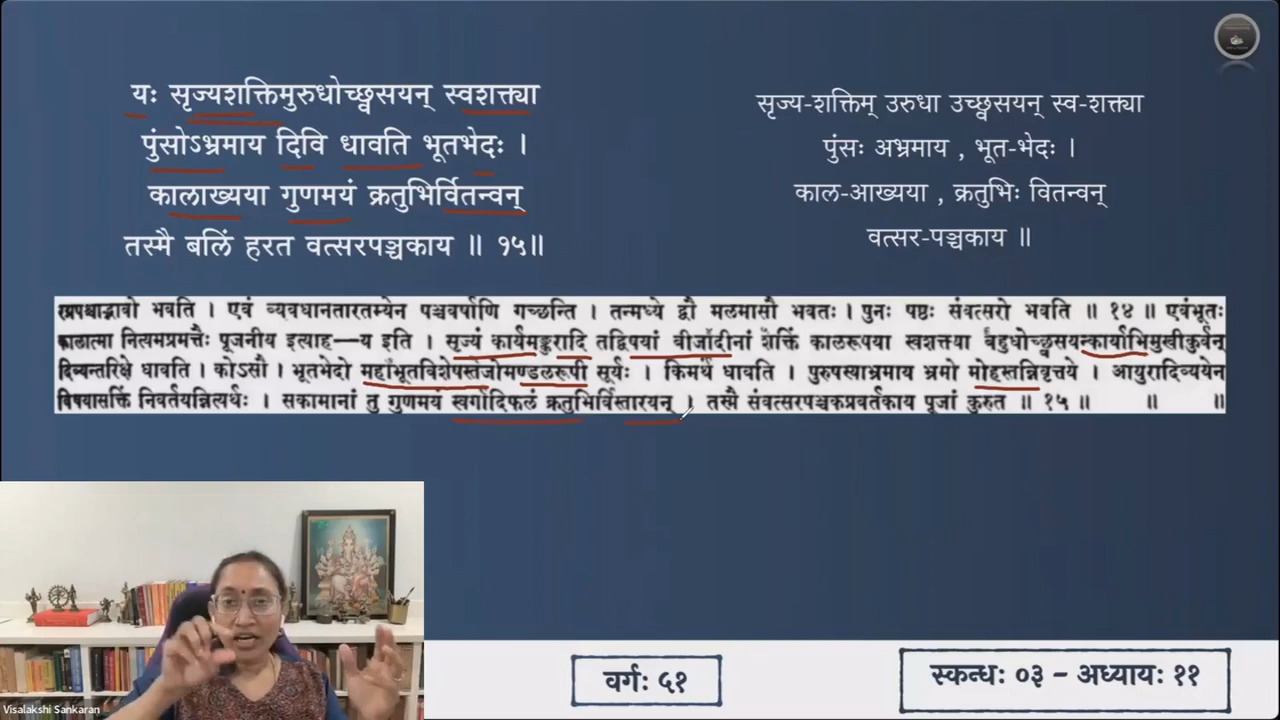 यः सृज्यशक्तिमुरुधोच्छ्वसयन् स्वशक्त्या
पुंसोऽभ्रमाय दिवि धावति भूतभेदः ।
कालाख्यया गुणमयं क्रतुभिर्वितन्वन्
तस्मै बलिं हरत वत्सरपञ्चकाय ॥ १५॥
सृज्य-शक्तिम् उरुधा उच्छ्वसयन् स्व-शक्त्या
पुंसः अभ्रमाय , भूत-भेदः ।
काल-आख्यया , क्रतुभिः वितन्वन्
वत्सर-पञ्चकाय ॥
भवति । एवं व्यवधानतारतम्येन पञ्चवर्षाणि गच्छन्ति । तन्मध्ये द्वौ मलमासौ भवतः । पुनः षष्ठः संवत्सरो भवति ॥ १४ ॥ एवंभूतः
कालात्मा नित्यमप्रमत्तैः पूजनीय इत्याह—य इति । सृज्यं कार्यमङ्कुरादि तद्विषयां बीजादीनां शक्तिं कालरूपया स्वशक्त्या बहुधोच्छ्वसयन्कार्याभिमुखीकुर्वन्
दिव्यन्तरिक्षे धावति । कोऽसौ । भूतभेदो महाभूतविशेषस्तेजोमण्डलरूपी सूर्यः । किमर्थं धावति । पुरुषस्याभ्रमाय भ्रमो मोहस्तन्निवृत्तये । आयुरादिव्ययेन
विषयासक्तिं निवर्तयन्नित्यर्थः । सकामानां तु गुणमयं स्वर्गादिफलं क्रतुभिर्विस्तारयन् । तस्मै संवत्सरपञ्चकप्रवर्तकाय पूजां कुरुत ॥ १५ ॥ ॥ ॥
Visalakshi Sankaran
वर्गः ५१
स्कन्धः ०३ – अध्यायः ११